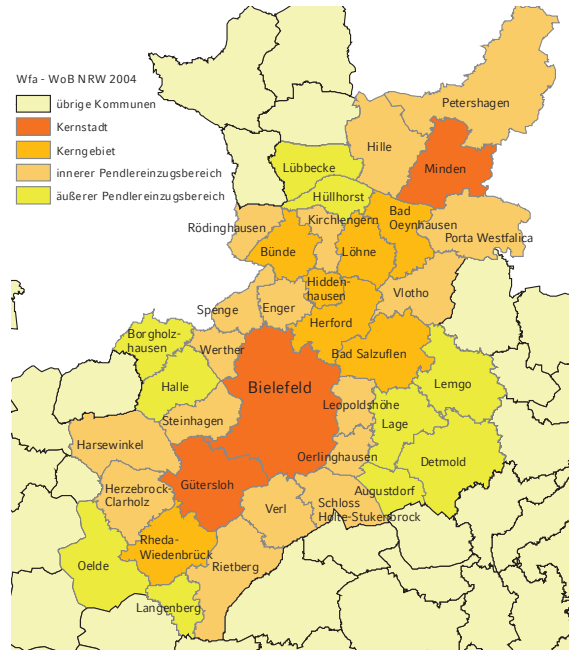 Wfa - WoB NRW 2004
übrige Kommunen
Kernstadt
Kerngebiet
innerer Pendlereinzugsbereich
äußerer Pendlereinzugsbereich
Petershagen
Hille
Minden
Lübbecke
Hüllhorst
Rödinghausen
Kirchlengern
Bad
Oeynhausen
Porta Westfalica
Bünde
Löhne
Hidden-
hausen
Vlotho
Spenge
Enger
Herford
Borgholz-
hausen
Werther
Bad Salzuflen
Halle
Bielefeld
Lemgo
Steinhagen
Leopoldshöhe
Lage
Harsewinkel
Oerlinghausen
Detmold
Gütersloh
Herzebrock-
Clarholz
Augustdorf
Verl
Schloss
Holte-Stukenbrock
Rheda-
Wiedenbrück
Oelde
Rietberg
Langenberg